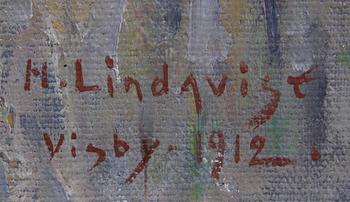 H. Lindqvist
Visby. 1912.